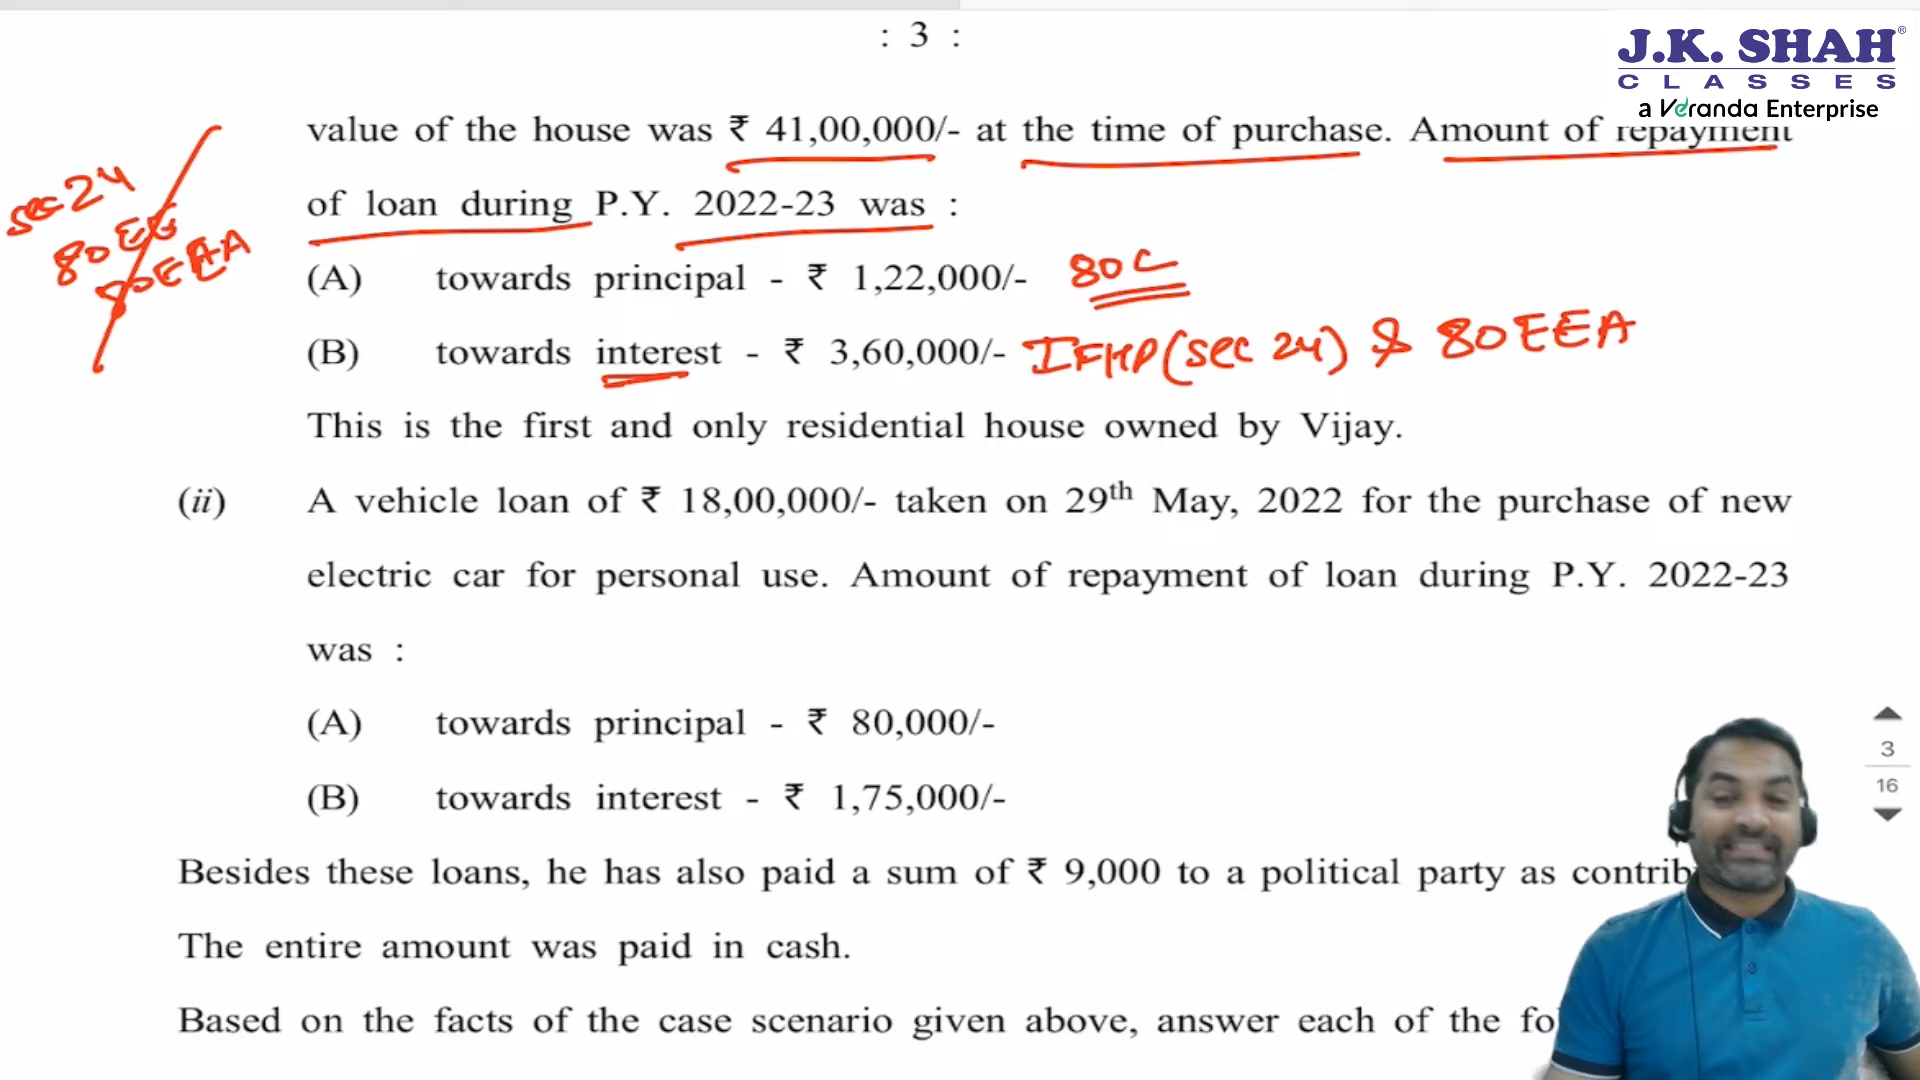 : 3 :
J.K. SHAH®
CLASSES
a Veranda Enterprise
value of the house was ₹ 41,00,000/- at the time of purchase. Amount of repayment
sec 24
of loan during P.Y. 2022-23 was :
80EE
80EEA
(A) towards principal - ₹ 1,22,000/- 80C
(B) towards interest - ₹ 3,60,000/- IFHP (sec 24) & 80EEA
This is the first and only residential house owned by Vijay.
(ii) A vehicle loan of ₹ 18,00,000/- taken on 29th May, 2022 for the purchase of new
electric car for personal use. Amount of repayment of loan during P.Y. 2022-23
was :
(A) towards principal - ₹ 80,000/-
3
(B) towards interest - ₹ 1,75,000/-
16
Besides these loans, he has also paid a sum of ₹ 9,000 to a political party as contrib
The entire amount was paid in cash.
Based on the facts of the case scenario given above, answer each of the fo